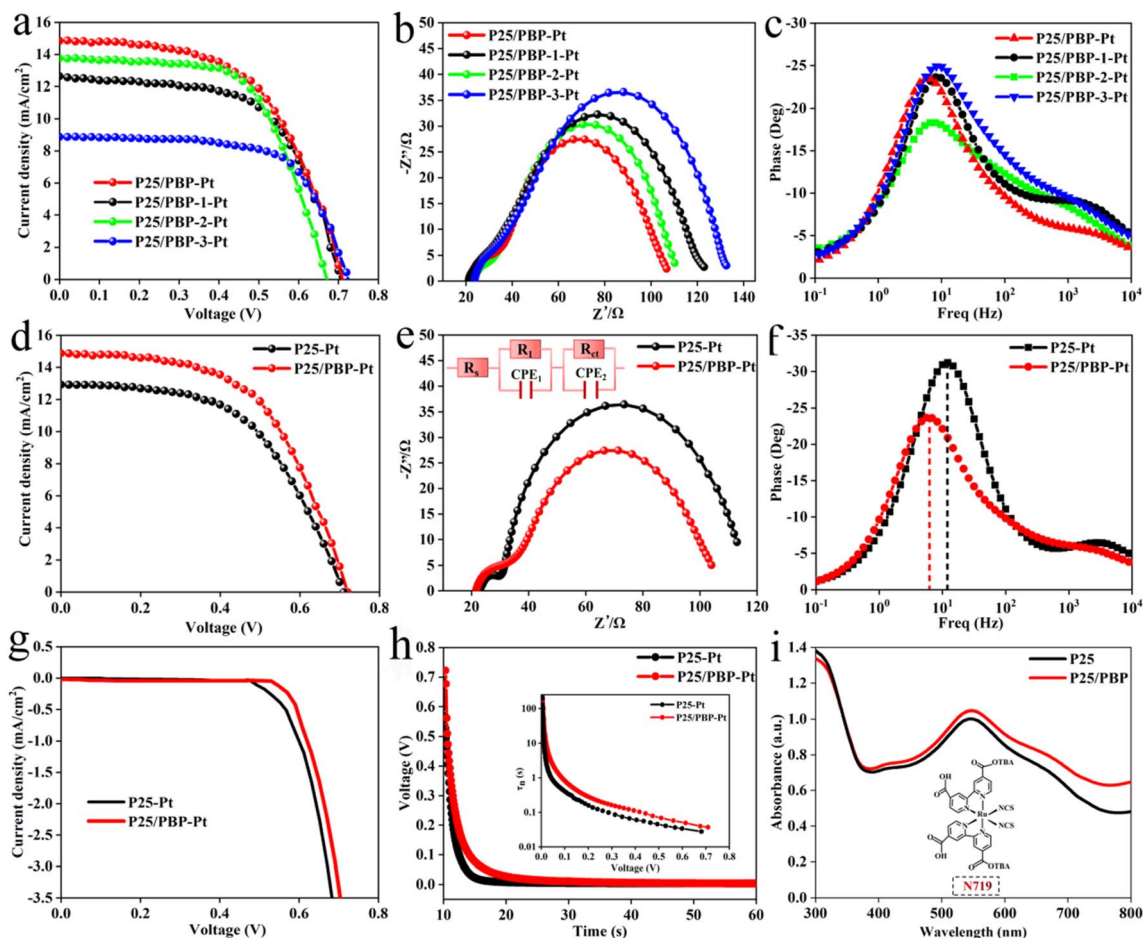 a
16
14
12
10
8
6
4
2
0
Current density (mA/cm²)
P25/PBP-Pt
P25/PBP-1-Pt
P25/PBP-2-Pt
P25/PBP-3-Pt
0.0 0.1 0.2 0.3 0.4 0.5 0.6 0.7 0.8
Voltage (V)
b
50
45
40
35
30
25
20
15
10
5
0
-Z''/Ω
P25/PBP-Pt
P25/PBP-1-Pt
P25/PBP-2-Pt
P25/PBP-3-Pt
20 40 60 80 100 120 140
Z'/Ω
c
-30
-25
-20
-15
-10
-5
0
Phase (Deg)
P25/PBP-Pt
P25/PBP-1-Pt
P25/PBP-2-Pt
P25/PBP-3-Pt
10⁻¹ 10⁰ 10¹ 10² 10³ 10⁴
Freq (Hz)
d
16
14
12
10
8
6
4
2
0
Current density (mA/cm²)
P25-Pt
P25/PBP-Pt
0.0 0.2 0.4 0.6 0.8
Voltage (V)
e
50
45
40
35
30
25
20
15
10
5
0
-Z''/Ω
Rs
R1
CPE1
Rct
CPE2
P25-Pt
P25/PBP-Pt
0 20 40 60 80 100 120
Z'/Ω
f
-35
-30
-25
-20
-15
-10
-5
0
Phase (Deg)
P25-Pt
P25/PBP-Pt
10⁻¹ 10⁰ 10¹ 10² 10³ 10⁴
Freq (Hz)
g
0.5
0.0
-0.5
-1.0
-1.5
-2.0
-2.5
-3.0
-3.5
Current density (mA/cm²)
P25-Pt
P25/PBP-Pt
0.0 0.2 0.4 0.6 0.8
Voltage (V)
h
0.8
0.7
0.6
0.5
0.4
0.3
0.2
0.1
0.0
Voltage (V)
P25-Pt
P25/PBP-Pt
100
10
1
0.1
0.01
τn (s)
P25-Pt
P25/PBP-Pt
0.0 0.1 0.2 0.3 0.4 0.5 0.6 0.7 0.8
Voltage (V)
10 20 30 40 50 60
Time (s)
i
1.4
1.2
1.0
0.8
0.6
0.4
0.2
0.0
Absorbance (a.u.)
P25
P25/PBP
O
OTBA
OH
O
N
N
Ru
NCS
NCS
N
N
O
OH
O
OTBA
N719
300 400 500 600 700 800
Wavelength (nm)